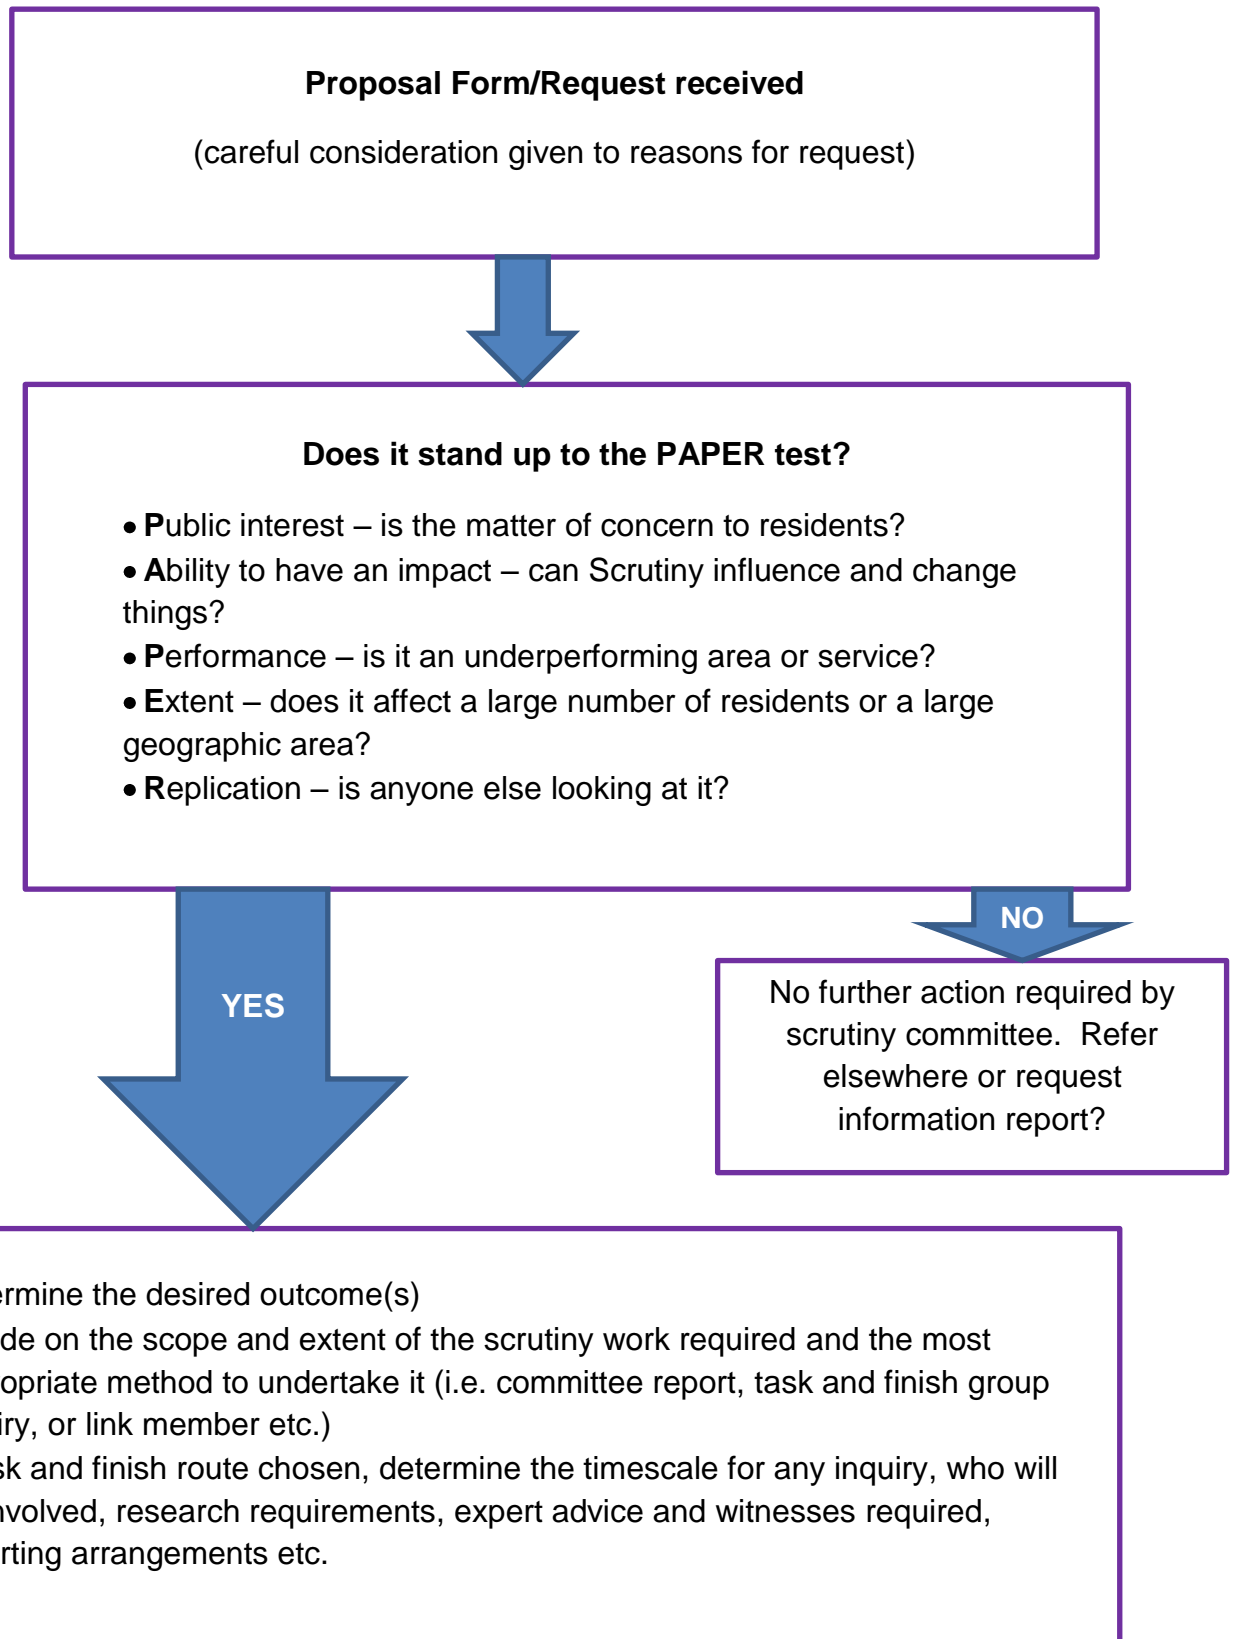 Proposal Form/Request received
(careful consideration given to reasons for request)
Does it stand up to the PAPER test?
• Public interest – is the matter of concern to residents?
• Ability to have an impact – can Scrutiny influence and change
things?
• Performance – is it an underperforming area or service?
• Extent – does it affect a large number of residents or a large
geographic area?
• Replication – is anyone else looking at it?
NO
YES
No further action required by
scrutiny committee.  Refer
elsewhere or request
information report?
ermine the desired outcome(s)
de on the scope and extent of the scrutiny work required and the most
opriate method to undertake it (i.e. committee report, task and finish group
iry, or link member etc.)
sk and finish route chosen, determine the timescale for any inquiry, who will
nvolved, research requirements, expert advice and witnesses required,
rting arrangements etc.